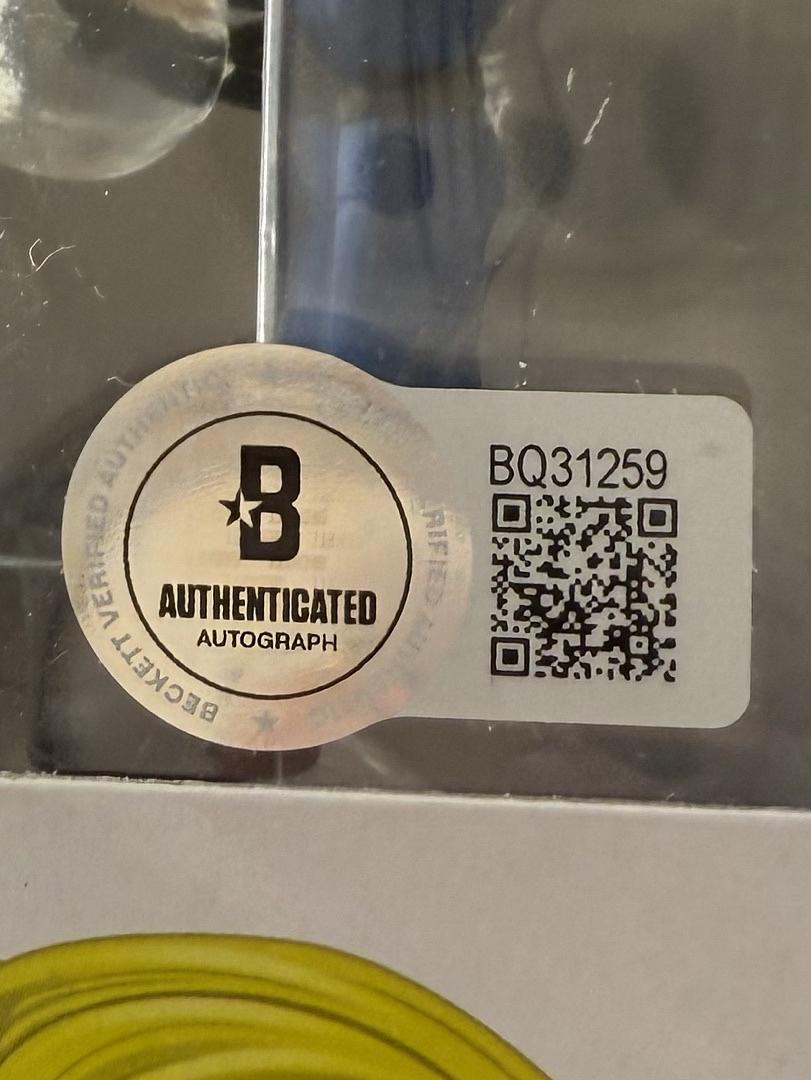 BECKETT VERIFIED AUTHENTIC
B
AUTHENTICATED
AUTOGRAPH
BQ31259